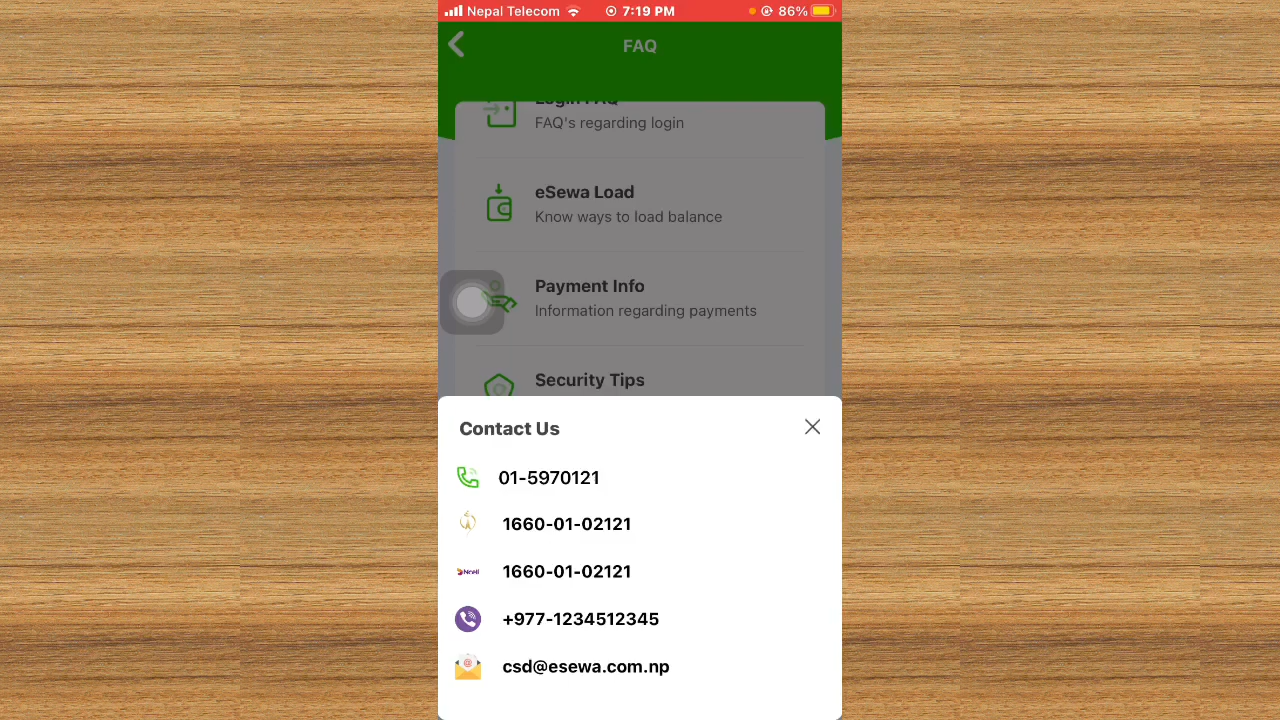 Nepal Telecom
7:19 PM
86%
FAQ
Login FAQ
FAQ's regarding login
eSewa Load
Know ways to load balance
Payment Info
Information regarding payments
Security Tips
Contact Us
01-5970121
1660-01-02121
Ncell
1660-01-02121
+977-1234512345
@
csd@esewa.com.np